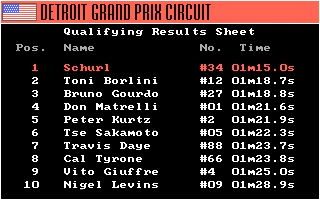 DETROIT GRAND PRIX CIRCUIT
Qualifying Results Sheet
Pos. Name No. Time
1 Schurl #34 01m15.0s
2 Toni Borlini #12 01m18.7s
3 Bruno Gourdo #27 01m18.8s
4 Don Matrelli #01 01m21.6s
5 Peter Kurtz #2 01m21.9s
6 Tse Sakamoto #05 01m22.3s
7 Travis Daye #88 01m23.7s
8 Cal Tyrone #66 01m23.8s
9 Vito Giuffre #4 01m25.0s
10 Nigel Levins #09 01m28.9s